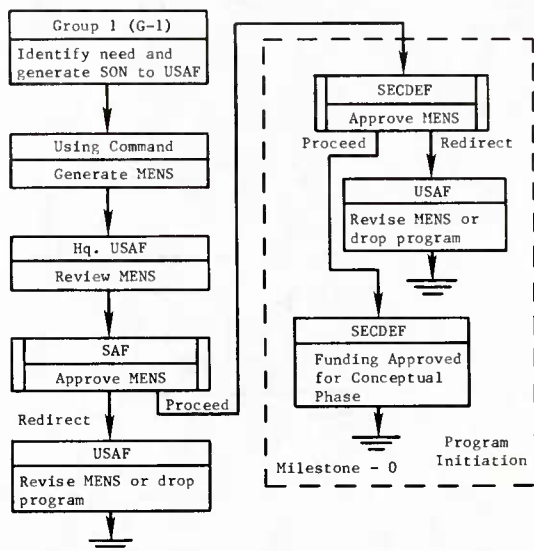 Group 1 (G-1)
Identify need and
generate SON to USAF
Using Command
Generate MENS
Hq. USAF
Review MENS
SAF
Approve MENS
Redirect
Proceed
USAF
Revise MENS or drop
program
SECDEF
Approve MENS
Proceed
Redirect
USAF
Revise MENS or
drop program
SECDEF
Funding Approved
for Conceptual
Phase
Milestone - 0
Program
Initiation